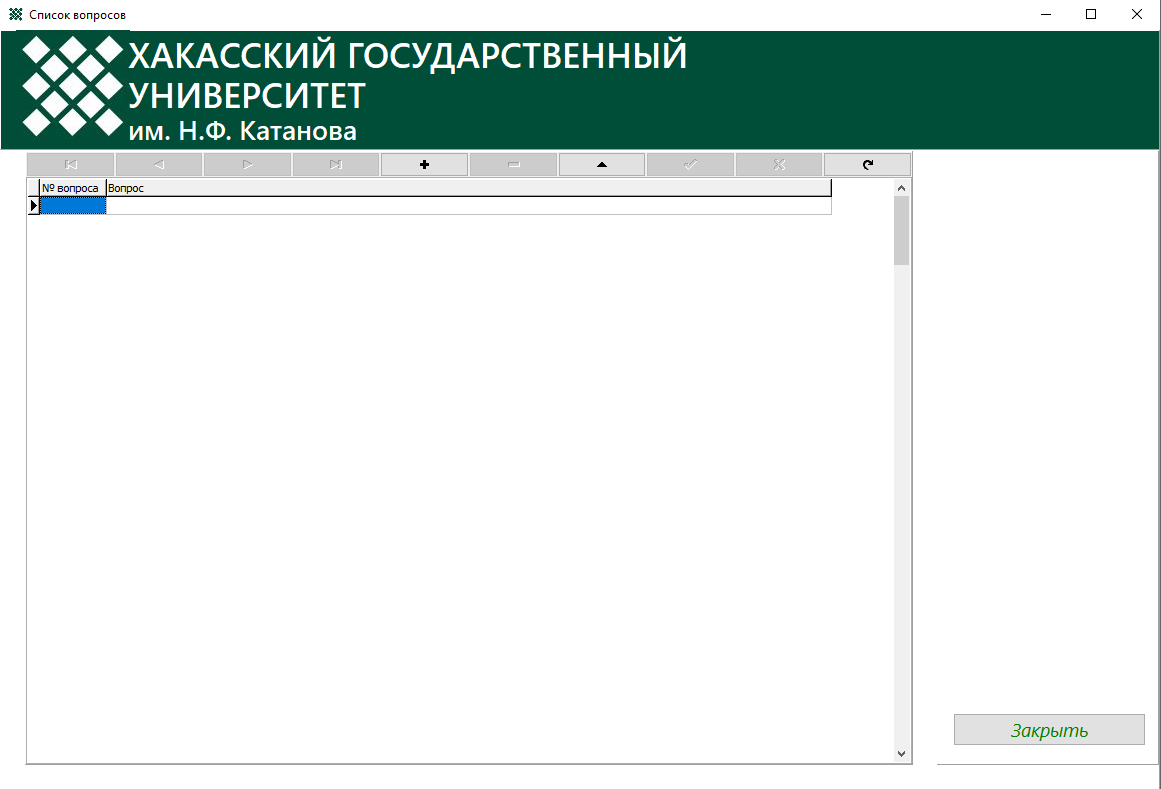 Список вопросов
ХАКАССКИЙ ГОСУДАРСТВЕННЫЙ
УНИВЕРСИТЕТ
им. Н.Ф. Катанова
№ вопроса Вопрос
Закрыть